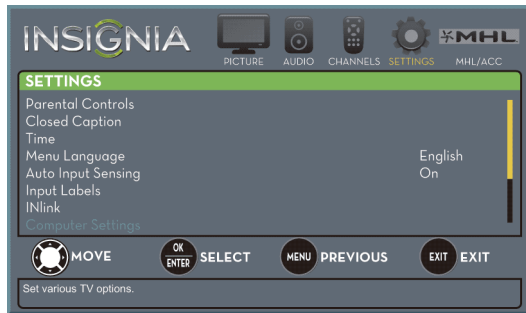 INSIGNIA
PICTURE AUDIO CHANNELS SETTINGS MHL MHL/ACC
SETTINGS
Parental Controls
Closed Caption
Time
Menu Language English
Auto Input Sensing On
Input Labels
INlink
Computer Settings
MOVE OK ENTER SELECT MENU PREVIOUS EXIT EXIT
Set various TV options.